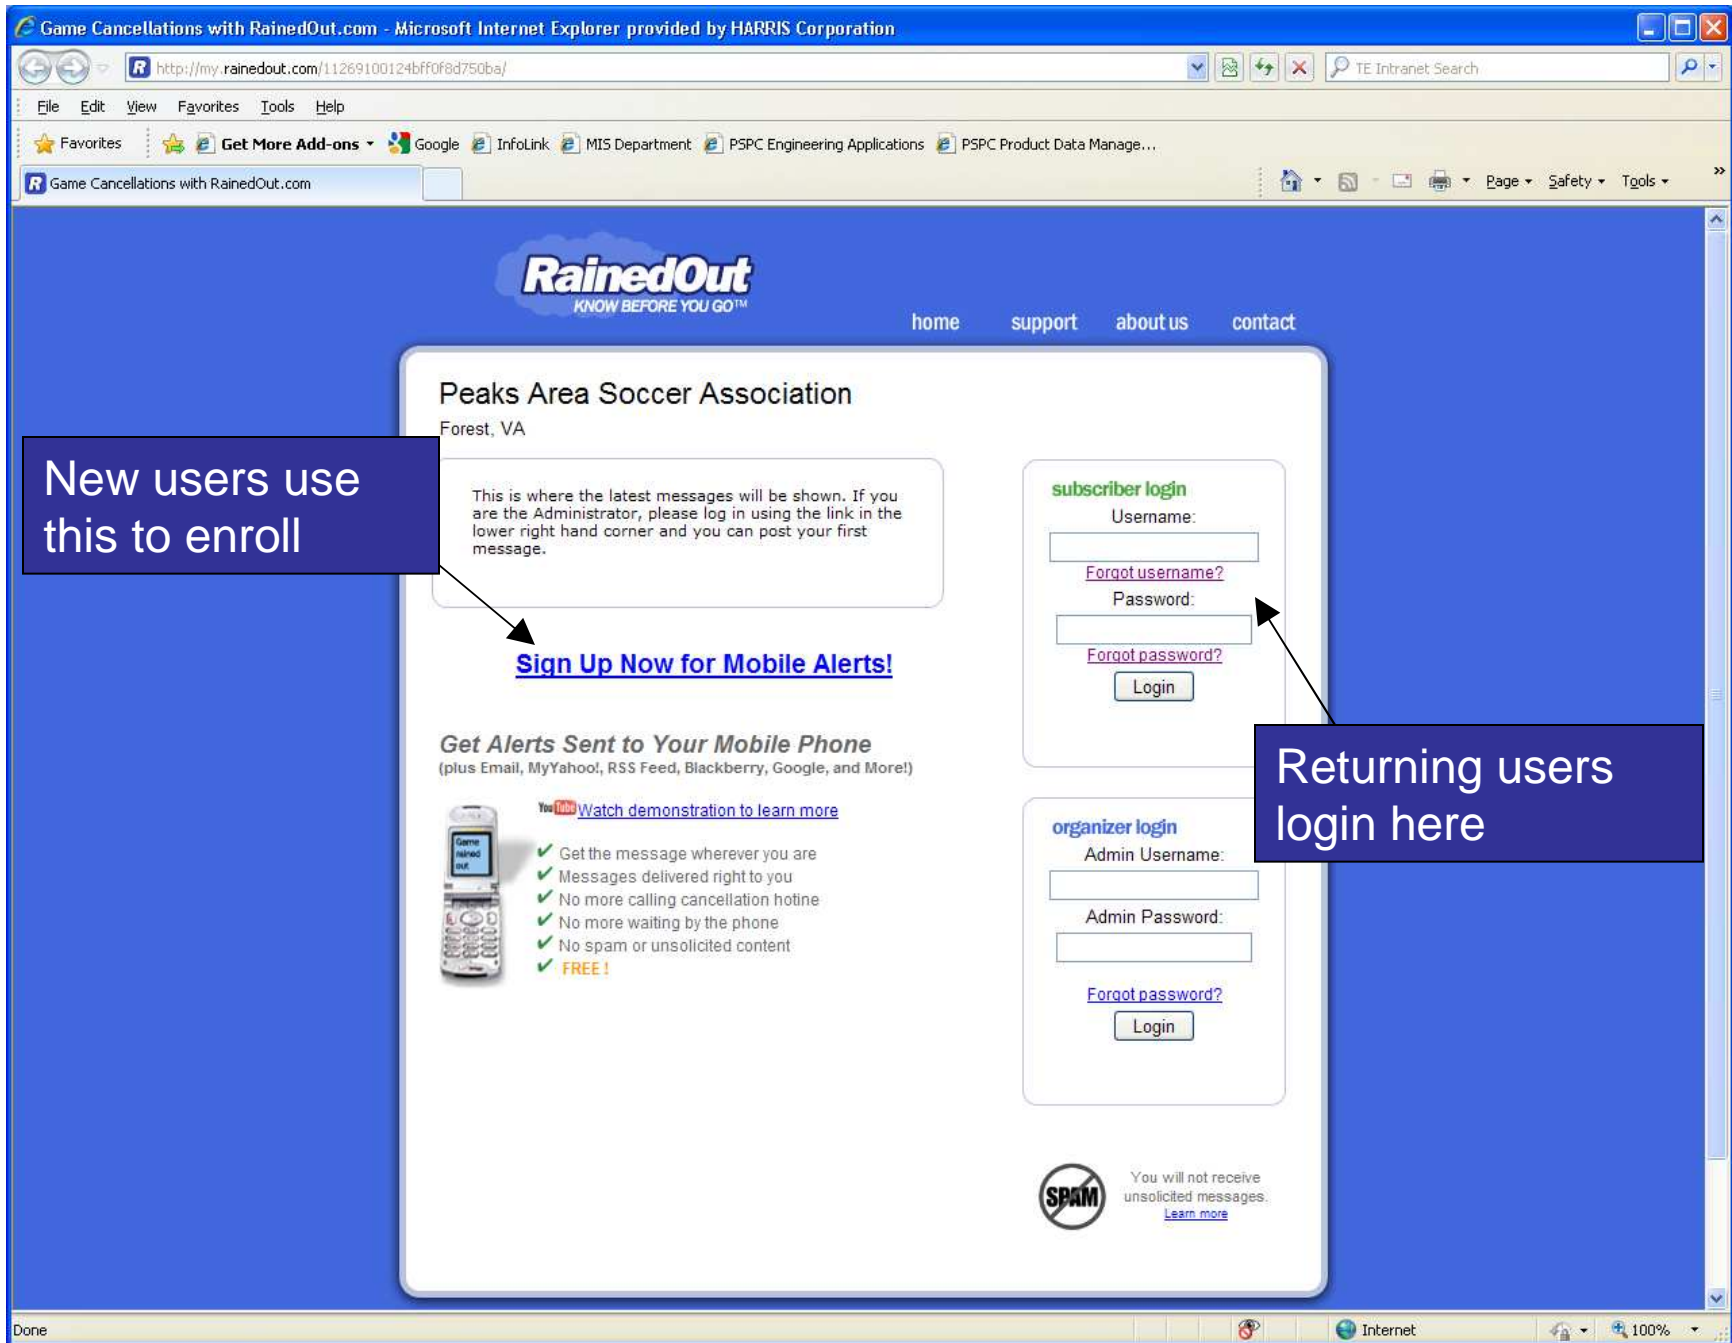 Game Cancellations with RainedOut.com - Microsoft Internet Explorer provided by HARRIS Corporation
http://my.rainedout.com/11269100124bff0f8d750ba/
TE Intranet Search
File Edit View Favorites Tools Help
Favorites Get More Add-ons Google InfoLink MIS Department PSPC Engineering Applications PSPC Product Data Manage...
Game Cancellations with RainedOut.com
Page Safety Tools »
RainedOut
KNOW BEFORE YOU GO™
home support about us contact
Peaks Area Soccer Association
Forest, VA
New users use
this to enroll
This is where the latest messages will be shown. If you
are the Administrator, please log in using the link in the
lower right hand corner and you can post your first
message.
Sign Up Now for Mobile Alerts!
Get Alerts Sent to Your Mobile Phone
(plus Email, MyYahoo!, RSS Feed, Blackberry, Google, and More!)
YouTube Watch demonstration to learn more
Game
rained
out
Get the message wherever you are
Messages delivered right to you
No more calling cancellation hotine
No more waiting by the phone
No spam or unsolicited content
FREE !
subscriber login
Username:
Forgot username?
Password:
Forgot password?
Login
Returning users
login here
organizer login
Admin Username:
Admin Password:
Forgot password?
Login
SPAM
You will not receive
unsolicited messages.
Learn more
Done
Internet
100%